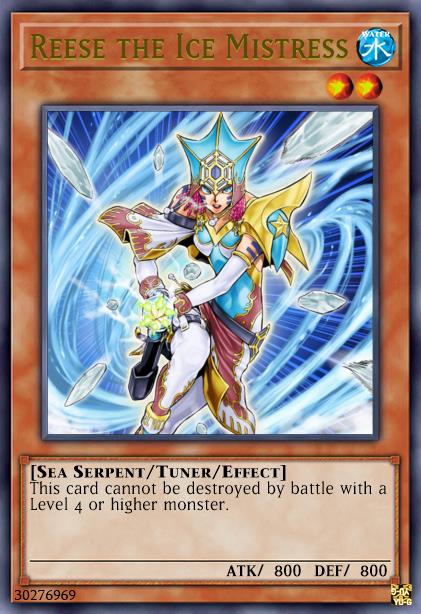 Reese the Ice Mistress
WATER
水
[Sea Serpent/Tuner/Effect]
This card cannot be destroyed by battle with a
Level 4 or higher monster.
ATK/ 800 DEF/ 800
30276969